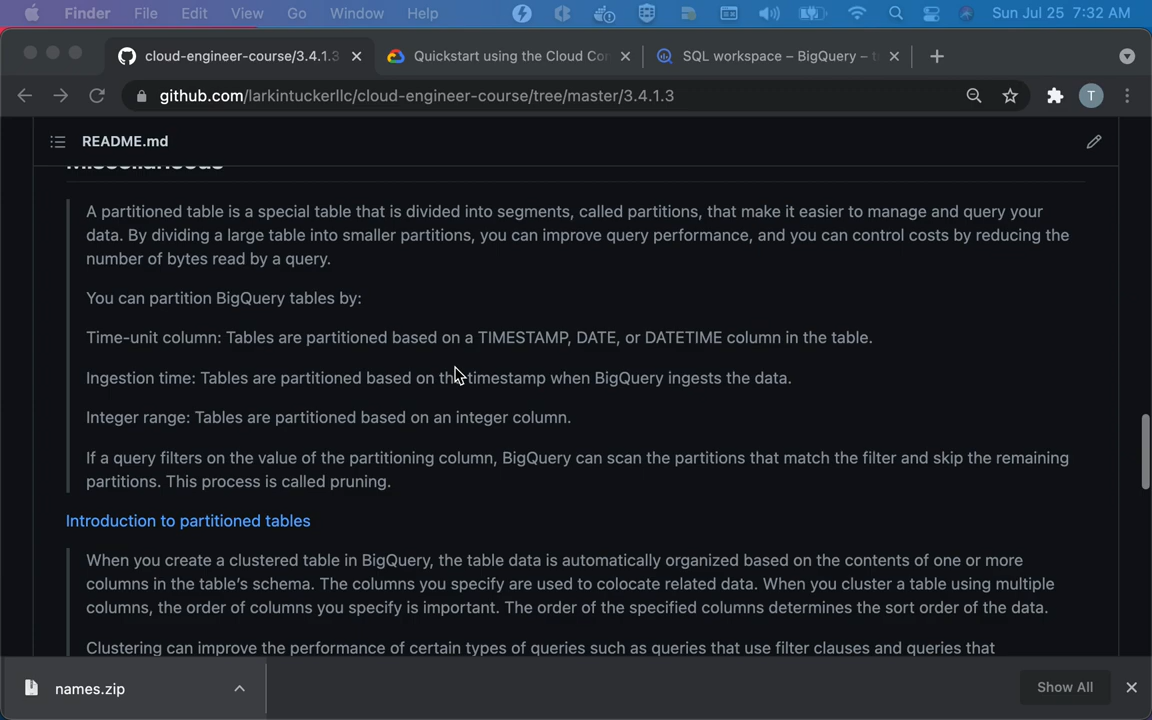 Finder File Edit View Go Window Help Sun Jul 25 7:32 AM
cloud-engineer-course/3.4.1.3 Quickstart using the Cloud Co SQL workspace – BigQuery –
github.com/larkintuckerllc/cloud-engineer-course/tree/master/3.4.1.3 T
README.md
Miscellaneous
A partitioned table is a special table that is divided into segments, called partitions, that make it easier to manage and query your
data. By dividing a large table into smaller partitions, you can improve query performance, and you can control costs by reducing the
number of bytes read by a query.
You can partition BigQuery tables by:
Time-unit column: Tables are partitioned based on a TIMESTAMP, DATE, or DATETIME column in the table.
Ingestion time: Tables are partitioned based on the timestamp when BigQuery ingests the data.
Integer range: Tables are partitioned based on an integer column.
If a query filters on the value of the partitioning column, BigQuery can scan the partitions that match the filter and skip the remaining
partitions. This process is called pruning.
Introduction to partitioned tables
When you create a clustered table in BigQuery, the table data is automatically organized based on the contents of one or more
columns in the table's schema. The columns you specify are used to colocate related data. When you cluster a table using multiple
columns, the order of columns you specify is important. The order of the specified columns determines the sort order of the data.
Clustering can improve the performance of certain types of queries such as queries that use filter clauses and queries that
names.zip Show All